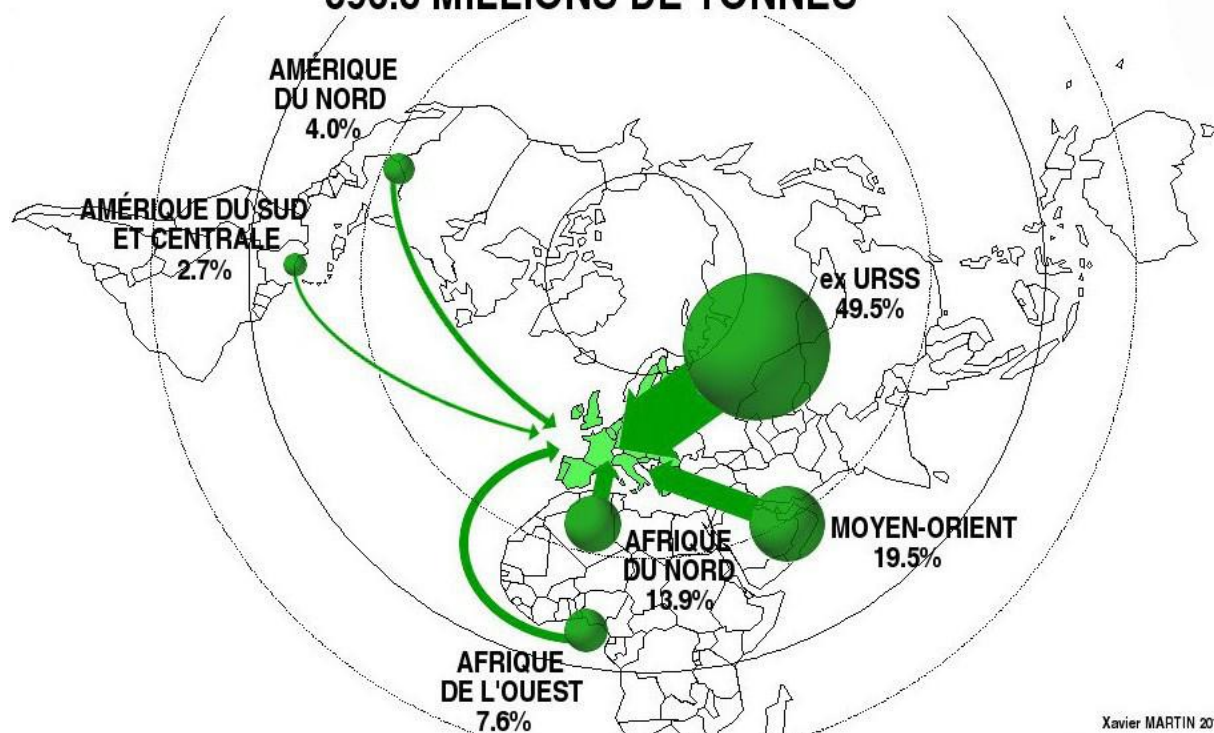 MILLIONS DE TONNES
AMÉRIQUE
DU NORD
4.0%
AMÉRIQUE DU SUD
ET CENTRALE
2.7%
ex URSS
49.5%
MOYEN-ORIENT
19.5%
AFRIQUE
DU NORD
13.9%
AFRIQUE
DE L'OUEST
7.6%
Xavier MARTIN